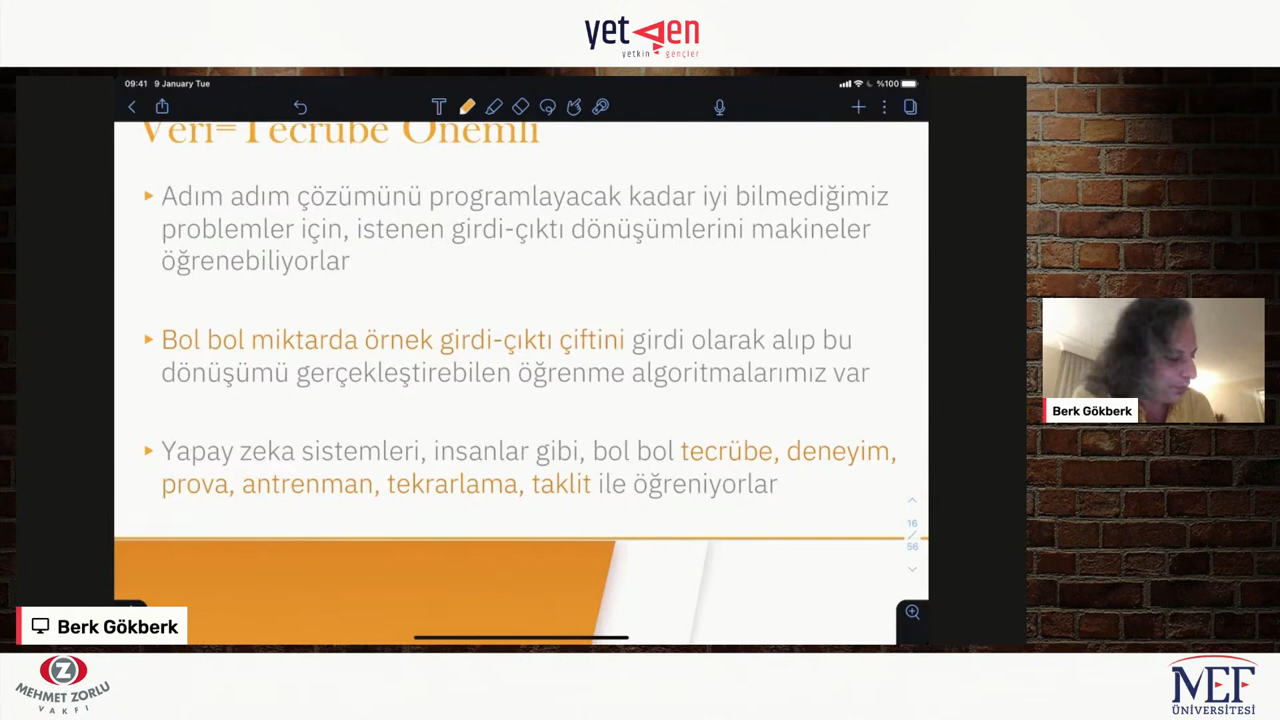 yetgen
yetkin gençler
09:41 9 January Tue
%100
Veri=Tecrübe Önemli
Adım adım çözümünü programlayacak kadar iyi bilmediğimiz
problemler için, istenen girdi-çıktı dönüşümlerini makineler
öğrenebiliyorlar
Bol bol miktarda örnek girdi-çıktı çiftini girdi olarak alıp bu
dönüşümü gerçekleştirebilen öğrenme algoritmalarımız var
Yapay zeka sistemleri, insanlar gibi, bol bol tecrübe, deneyim,
prova, antrenman, tekrarlama, taklit ile öğreniyorlar
16
/
56
Berk Gökberk
Berk Gökberk
MEHMET ZORLU
VAKFI
MEF
ÜNİVERSİTESİ